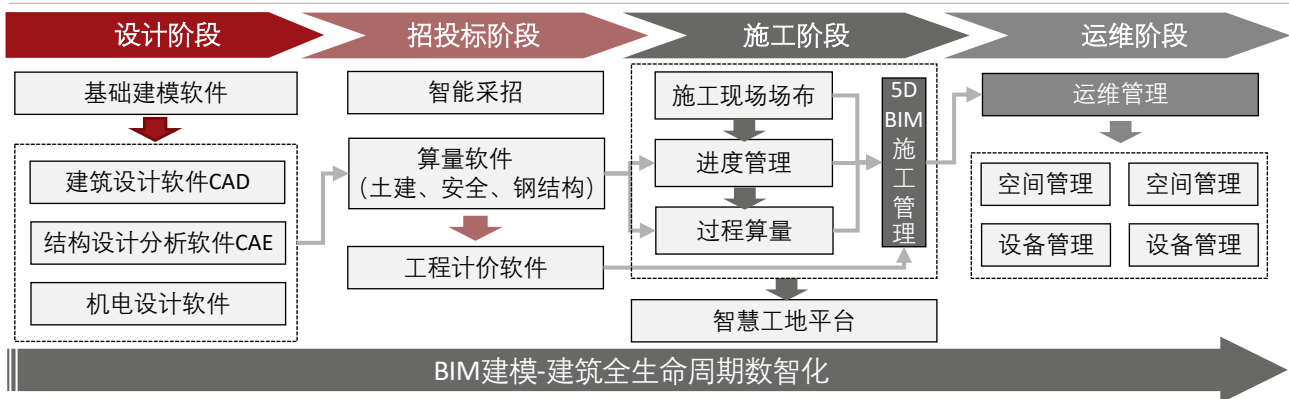 设计阶段
招投标阶段
施工阶段
运维阶段
基础建模软件
建筑设计软件CAD
结构设计分析软件CAE
机电设计软件
智能采招
算量软件
（土建、安全、钢结构）
工程计价软件
施工现场场布
进度管理
过程算量
5D
BIM
施
工
管
理
智慧工地平台
运维管理
空间管理
空间管理
设备管理
设备管理
BIM建模-建筑全生命周期数智化